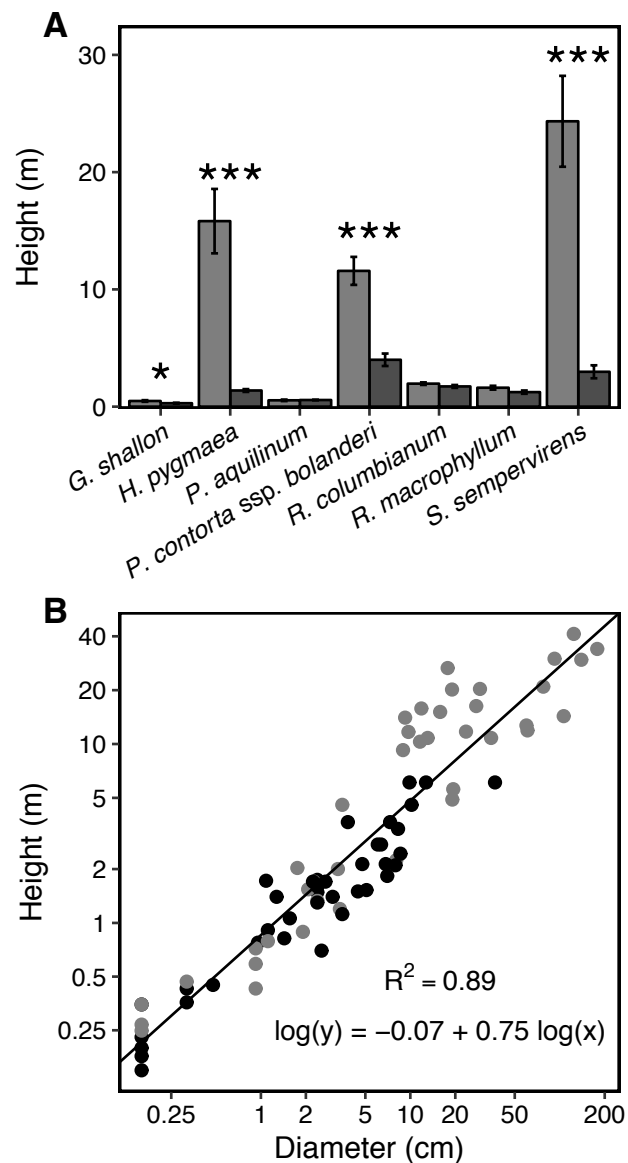 A
Height (m)
30
20
10
0
*
***
***
***
G. shallon
H. pygmaea
P. aquilinum
P. contorta ssp. bolanderi
R. columbianum
R. macrophyllum
S. sempervirens
B
Height (m)
40
20
10
5
2
1
0.5
0.25
R² = 0.89
log(y) = −0.07 + 0.75 log(x)
0.25 1 2 5 10 20 50 200
Diameter (cm)